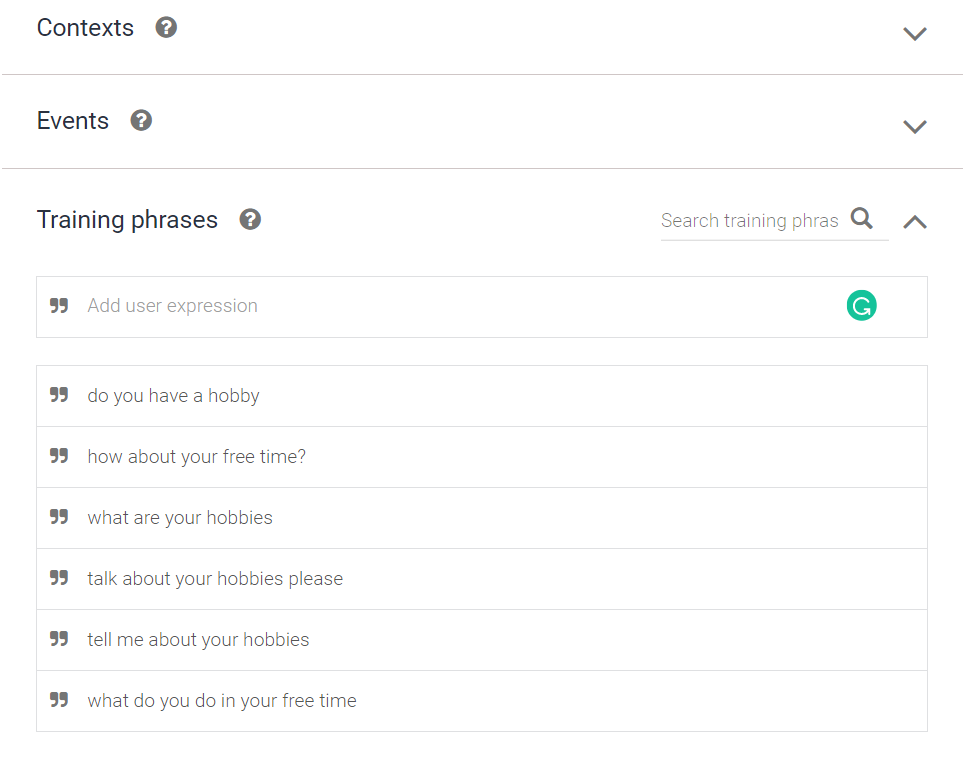 Contexts
Events
Training phrases
Search training phras
Add user expression
do you have a hobby
how about your free time?
what are your hobbies
talk about your hobbies please
tell me about your hobbies
what do you do in your free time